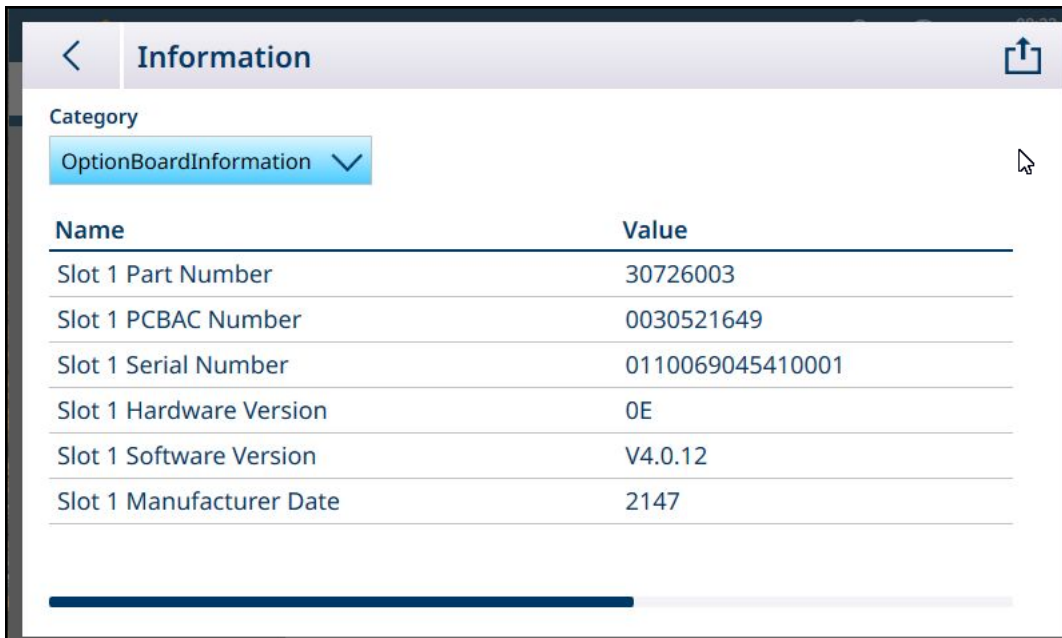 Information
Category
OptionBoardInformation
Name Value
Slot 1 Part Number 30726003
Slot 1 PCBAC Number 0030521649
Slot 1 Serial Number 0110069045410001
Slot 1 Hardware Version 0E
Slot 1 Software Version V4.0.12
Slot 1 Manufacturer Date 2147